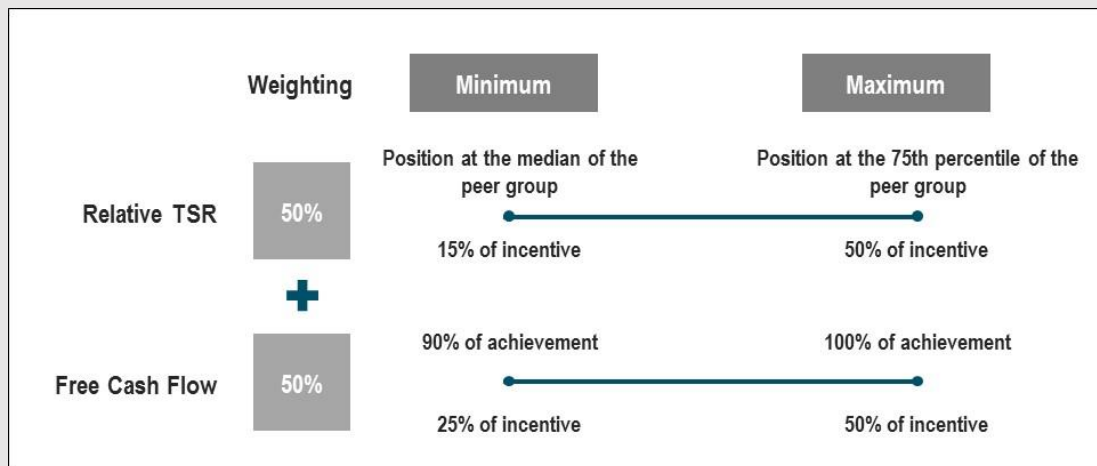 Weighting
Minimum
Maximum
Position at the median of the
peer group
Position at the 75th percentile of the
peer group
Relative TSR
50%
15% of incentive
50% of incentive
90% of achievement
100% of achievement
Free Cash Flow
50%
25% of incentive
50% of incentive